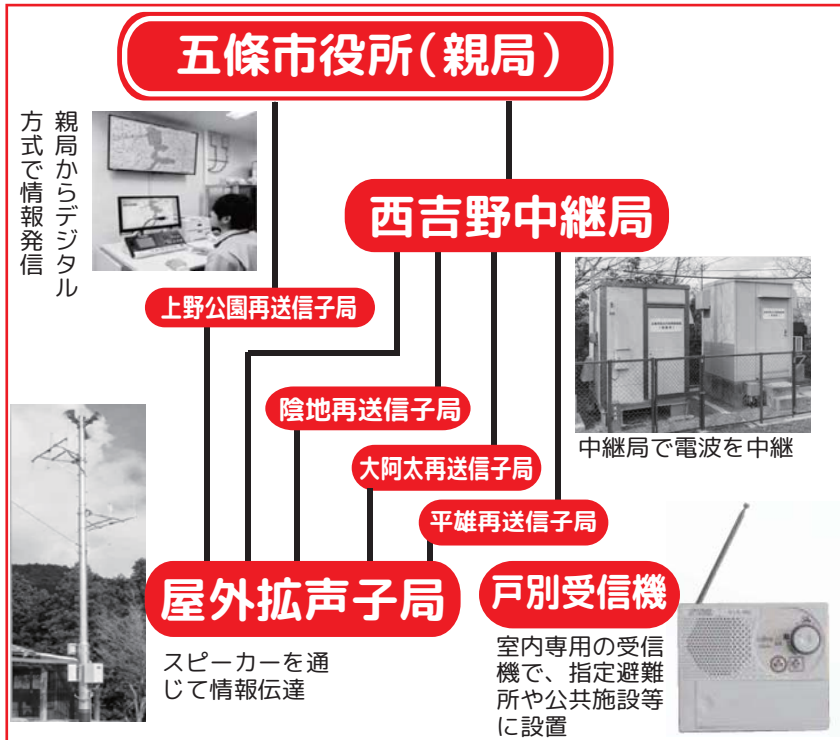 五條市役所（親局）
親局からデジタル
方式で情報発信
西吉野中継局
上野公園再送信子局
陰地再送信子局
大阿太再送信子局
中継局で電波を中継
平雄再送信子局
屋外拡声子局
スピーカーを通
じて情報伝達
戸別受信機
室内専用の受信
機で、指定避難
所や公共施設等
に設置